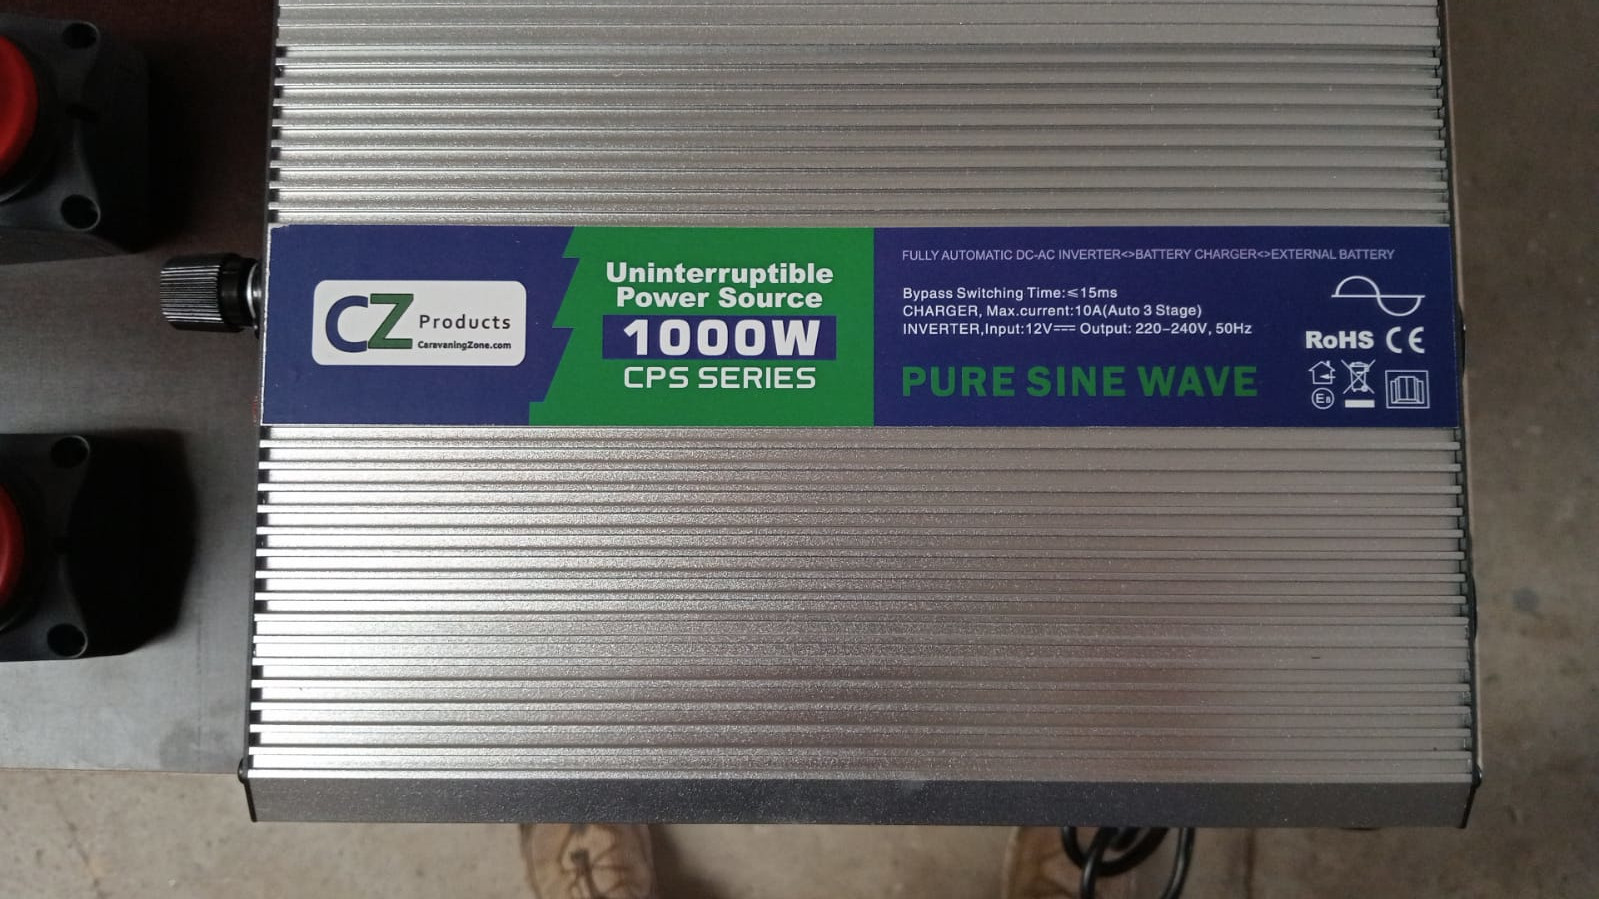 CZ Products
CaravaningZone.com
Uninterruptible
Power Source
1000W
CPS SERIES
FULLY AUTOMATIC DC-AC INVERTER<>BATTERY CHARGER<>EXTERNAL BATTERY
Bypass Switching Time:≤15ms
CHARGER, Max.current:10A(Auto 3 Stage)
INVERTER,Input:12V⎓ Output: 220-240V, 50Hz
PURE SINE WAVE
RoHS CE
E8